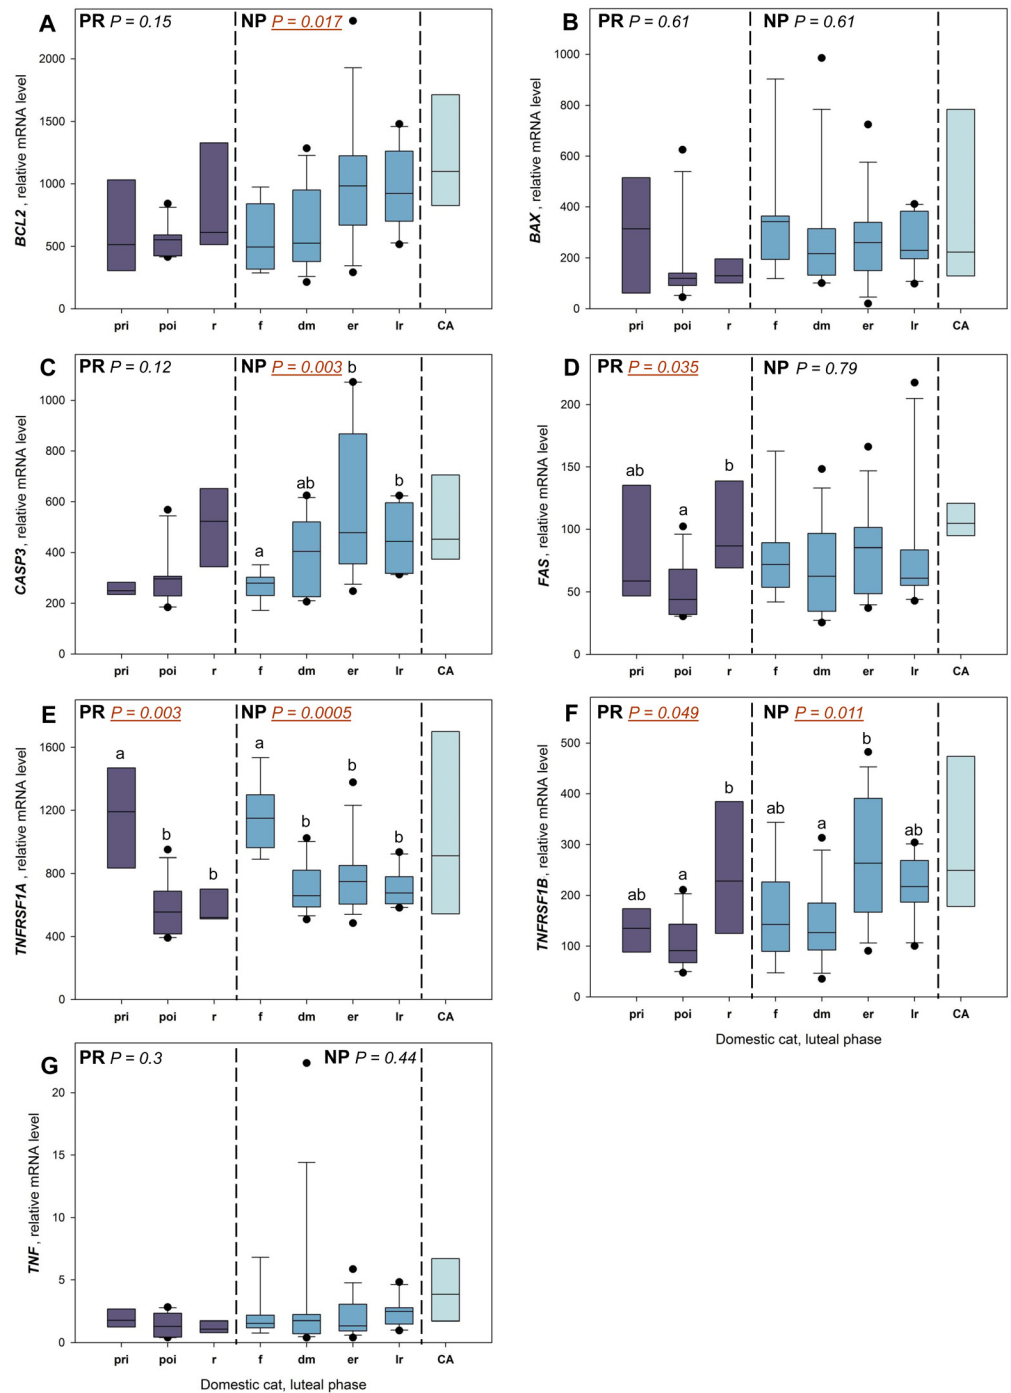 A
PR P = 0.15
NP P = 0.017
BCL2 , relative mRNA level
2000
1500
1000
500
0
pri poi r f dm er lr CA
B
PR P = 0.61
NP P = 0.61
BAX , relative mRNA level
1000
800
600
400
200
0
pri poi r f dm er lr CA
C
PR P = 0.12
NP P = 0.003
CASP3 , relative mRNA level
1000
800
600
400
200
0
a ab b b
pri poi r f dm er lr CA
D
PR P = 0.035
NP P = 0.79
FAS , relative mRNA level
200
150
100
50
0
ab a b
pri poi r f dm er lr CA
E
PR P = 0.003
NP P = 0.0005
TNFRSF1A , relative mRNA level
1600
1200
800
400
0
a b b a b b b
pri poi r f dm er lr CA
F
PR P = 0.049
NP P = 0.011
TNFRSF1B , relative mRNA level
500
400
300
200
100
0
ab a b ab a b ab
pri poi r f dm er lr CA
Domestic cat, luteal phase
G
PR P = 0.3
NP P = 0.44
TNF , relative mRNA level
20
15
10
5
0
pri poi r f dm er lr CA
Domestic cat, luteal phase